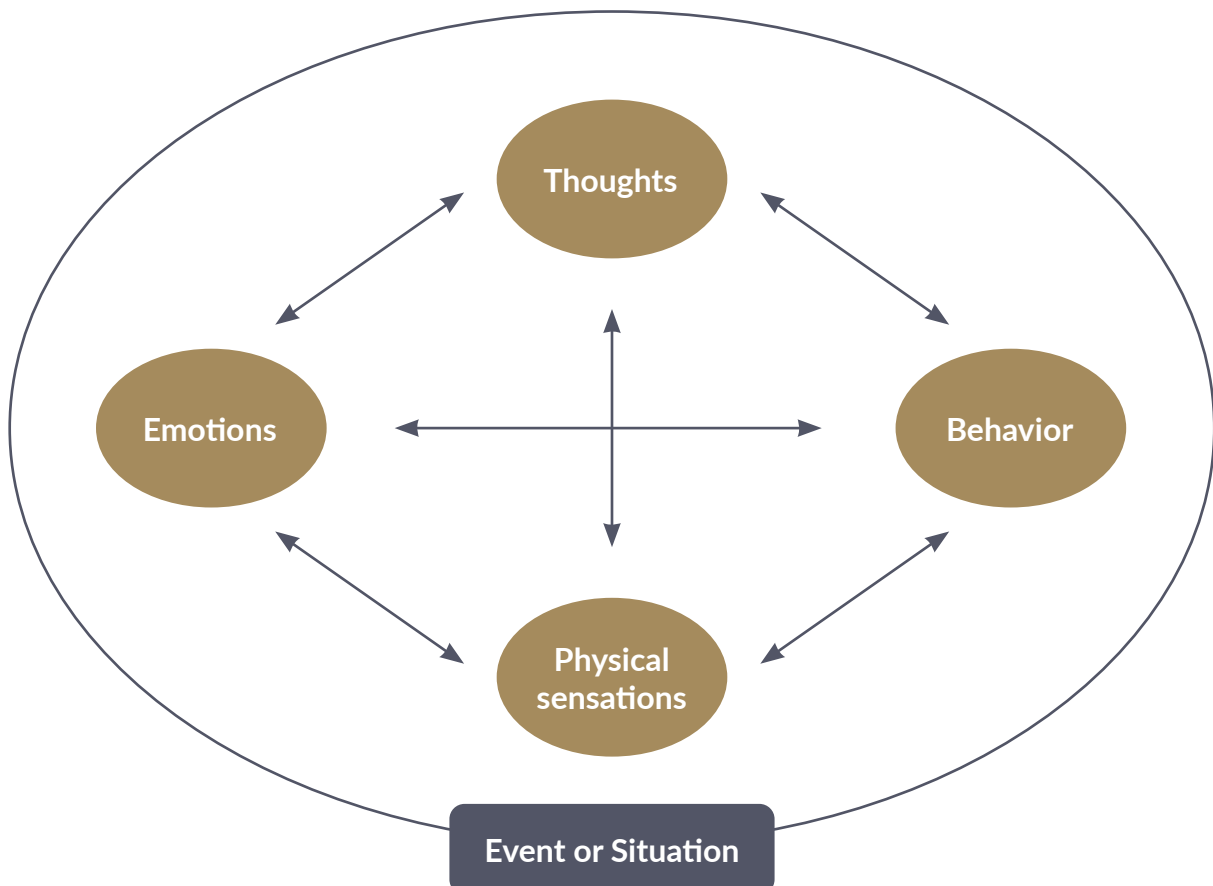 Thoughts
Emotions
Behavior
Physical
sensations
Event or Situation